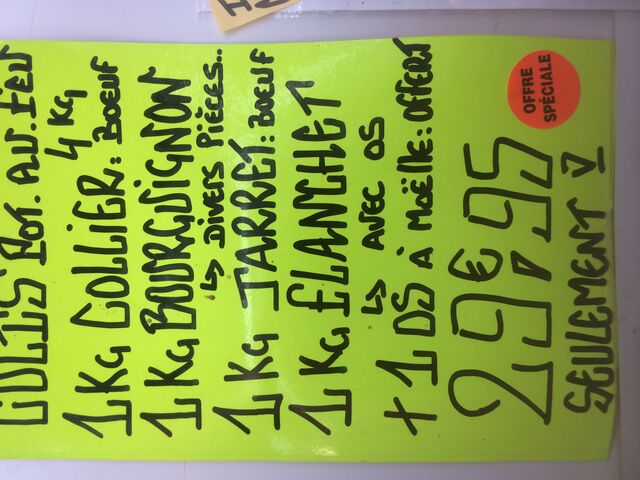 COLIS POT.AU.FEU
4 KG
1 KG COLLIER: BOEUF
1 KG BOURGUIGNON
↳ DIVERS PIÈCES..
1 KG JARRET: BOEUF
1 KG FLANCHET
↳ AVEC OS
+ 1 OS À MOËLLE: OFFERT
29€,95
OFFRE
SPÉCIALE
SEULEMENT V